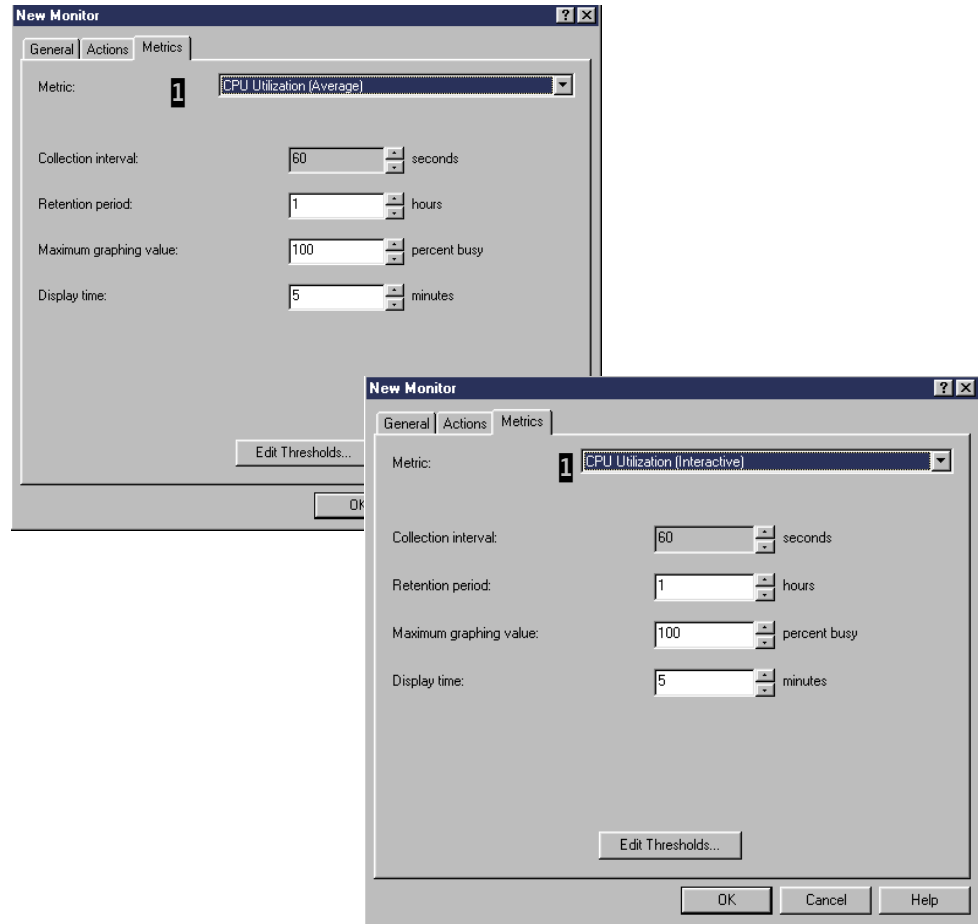 New Monitor
General Actions Metrics
Metric: 1 CPU Utilization (Average)
Collection interval: 60 seconds
Retention period: 1 hours
Maximum graphing value: 100 percent busy
Display time: 5 minutes
Edit Thresholds...
OK
New Monitor
General Actions Metrics
Metric: 1 CPU Utilization (Interactive)
Collection interval: 60 seconds
Retention period: 1 hours
Maximum graphing value: 100 percent busy
Display time: 5 minutes
Edit Thresholds...
OK Cancel Help